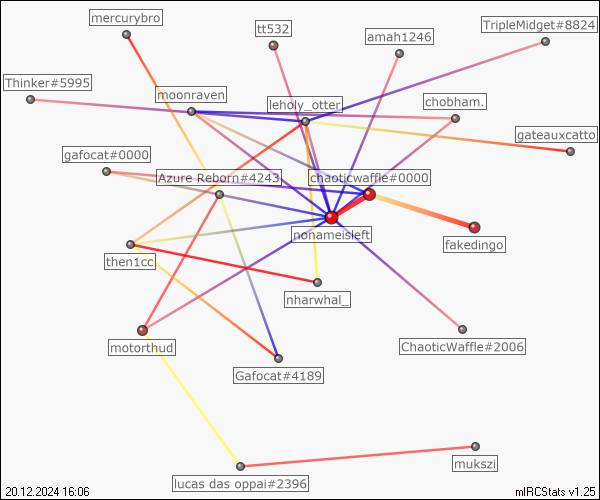 mercurybro
tt532
TripleMidget#8824
amah1246
Thinker#5995
moonraven
leholy_otter
chobham.
gateauxcatto
gafocat#0000
Azure Reborn#4243
chaoticwaffle#0000
nonameisleft
fakedingo
then1cc
nharwhal_
motorthud
ChaoticWaffle#2006
Gafocat#4189
mukszi
lucas das oppai#2396
20.12.2024 16:06
mIRCStats v1.25